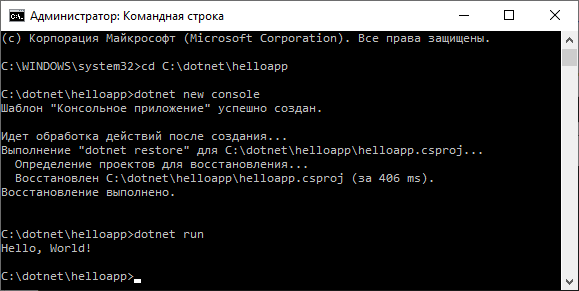 Администратор: Командная строка
(c) Корпорация Майкрософт (Microsoft Corporation). Все права защищены.
C:\WINDOWS\system32>cd C:\dotnet\helloapp
C:\dotnet\helloapp>dotnet new console
Шаблон "Консольное приложение" успешно создан.
Идет обработка действий после создания...
Выполнение "dotnet restore" для C:\dotnet\helloapp\helloapp.csproj...
  Определение проектов для восстановления...
  Восстановлен C:\dotnet\helloapp\helloapp.csproj (за 406 ms).
Восстановление выполнено.
C:\dotnet\helloapp>dotnet run
Hello, World!
C:\dotnet\helloapp>